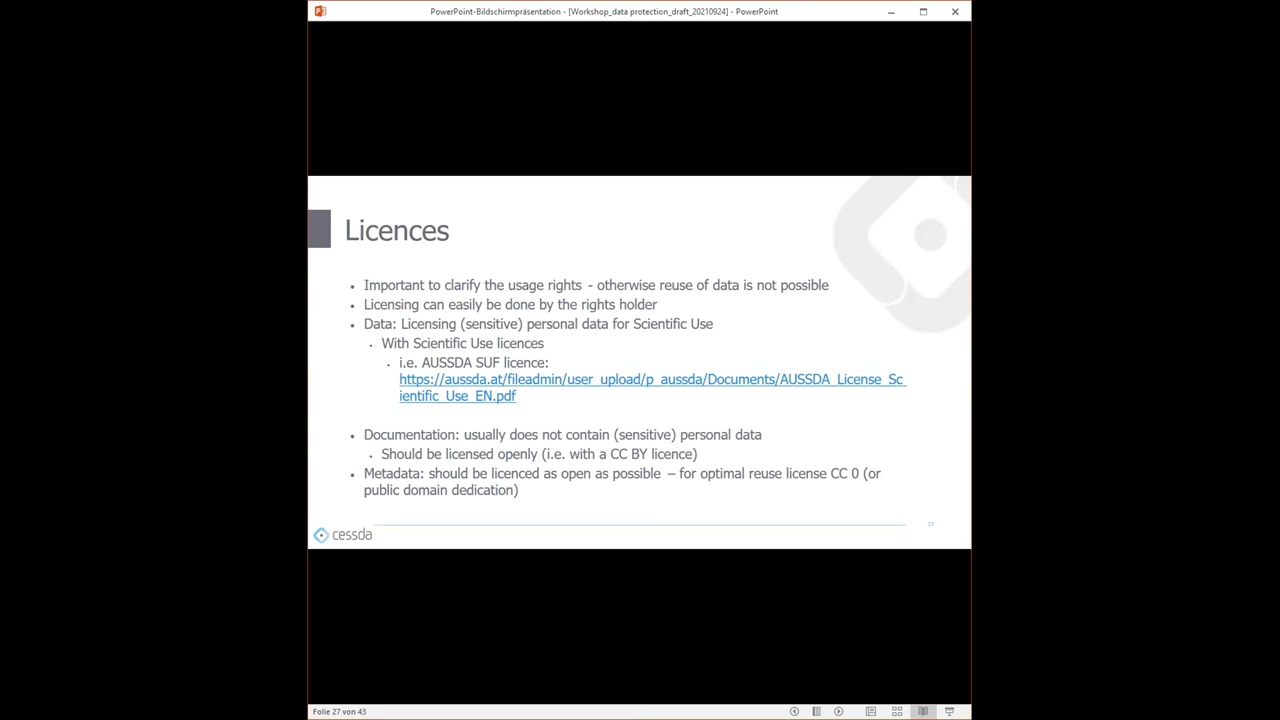 PowerPoint-Bildschirmpräsentation - [Workshop_data protection_draft_20210924] - PowerPoint
Licences
• Important to clarify the usage rights - otherwise reuse of data is not possible
• Licensing can easily be done by the rights holder
• Data: Licensing (sensitive) personal data for Scientific Use
• With Scientific Use licences
• i.e. AUSSDA SUF licence:
https://aussda.at/fileadmin/user_upload/p_aussda/Documents/AUSSDA_License_Sc
ientific_Use_EN.pdf
• Documentation: usually does not contain (sensitive) personal data
• Should be licensed openly (i.e. with a CC BY licence)
• Metadata: should be licenced as open as possible – for optimal reuse license CC 0 (or
public domain dedication)
27
cessda
Folie 27 von 43